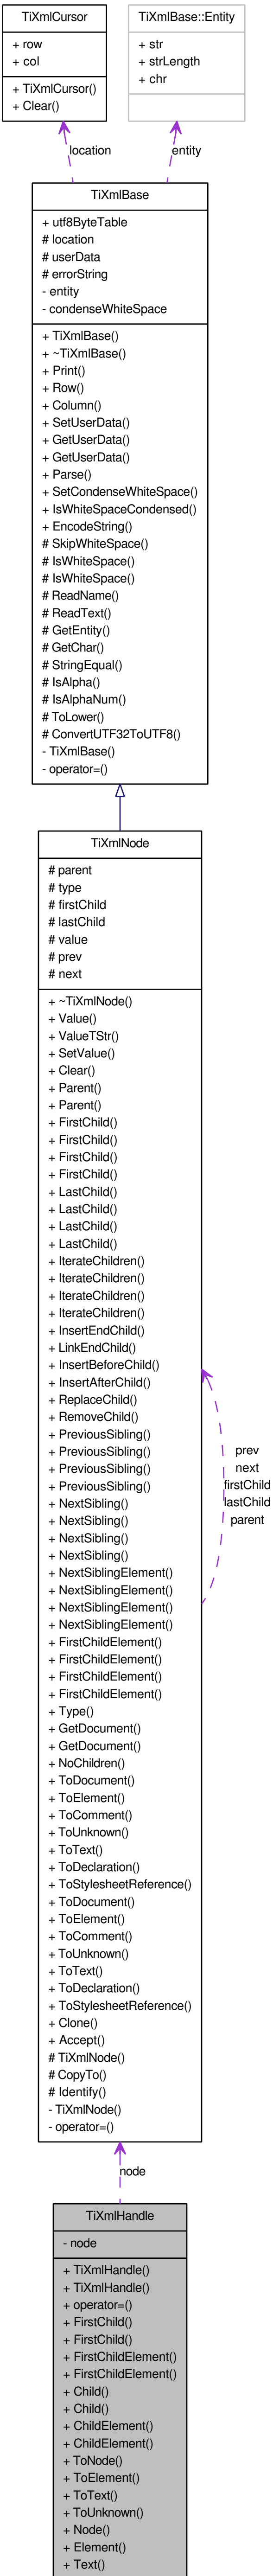 TiXmlCursor
+ row
+ col
+ TiXmlCursor()
+ Clear()
TiXmlBase::Entity
+ str
+ strLength
+ chr
location
entity
TiXmlBase
+ utf8ByteTable
# location
# userData
# errorString
- entity
- condenseWhiteSpace
+ TiXmlBase()
+ ~TiXmlBase()
+ Print()
+ Row()
+ Column()
+ SetUserData()
+ GetUserData()
+ GetUserData()
+ Parse()
+ SetCondenseWhiteSpace()
+ IsWhiteSpaceCondensed()
+ EncodeString()
# SkipWhiteSpace()
# IsWhiteSpace()
# IsWhiteSpace()
# ReadName()
# ReadText()
# GetEntity()
# GetChar()
# StringEqual()
# IsAlpha()
# IsAlphaNum()
# ToLower()
# ConvertUTF32ToUTF8()
- TiXmlBase()
- operator=()
TiXmlNode
# parent
# type
# firstChild
# lastChild
# value
# prev
# next
+ ~TiXmlNode()
+ Value()
+ ValueTStr()
+ SetValue()
+ Clear()
+ Parent()
+ Parent()
+ FirstChild()
+ FirstChild()
+ FirstChild()
+ FirstChild()
+ LastChild()
+ LastChild()
+ LastChild()
+ LastChild()
+ IterateChildren()
+ IterateChildren()
+ IterateChildren()
+ IterateChildren()
+ InsertEndChild()
+ LinkEndChild()
+ InsertBeforeChild()
+ InsertAfterChild()
+ ReplaceChild()
+ RemoveChild()
+ PreviousSibling()
+ PreviousSibling()
+ PreviousSibling()
+ PreviousSibling()
+ NextSibling()
+ NextSibling()
+ NextSibling()
+ NextSibling()
+ NextSiblingElement()
+ NextSiblingElement()
+ NextSiblingElement()
+ NextSiblingElement()
+ FirstChildElement()
+ FirstChildElement()
+ FirstChildElement()
+ FirstChildElement()
+ Type()
+ GetDocument()
+ GetDocument()
+ NoChildren()
+ ToDocument()
+ ToElement()
+ ToComment()
+ ToUnknown()
+ ToText()
+ ToDeclaration()
+ ToStylesheetReference()
+ ToDocument()
+ ToElement()
+ ToComment()
+ ToUnknown()
+ ToText()
+ ToDeclaration()
+ ToStylesheetReference()
+ Clone()
+ Accept()
# TiXmlNode()
# CopyTo()
# Identify()
- TiXmlNode()
- operator=()
prev
next
firstChild
lastChild
parent
node
TiXmlHandle
- node
+ TiXmlHandle()
+ TiXmlHandle()
+ operator=()
+ FirstChild()
+ FirstChild()
+ FirstChildElement()
+ FirstChildElement()
+ Child()
+ Child()
+ ChildElement()
+ ChildElement()
+ ToNode()
+ ToElement()
+ ToText()
+ ToUnknown()
+ Node()
+ Element()
+ Text()